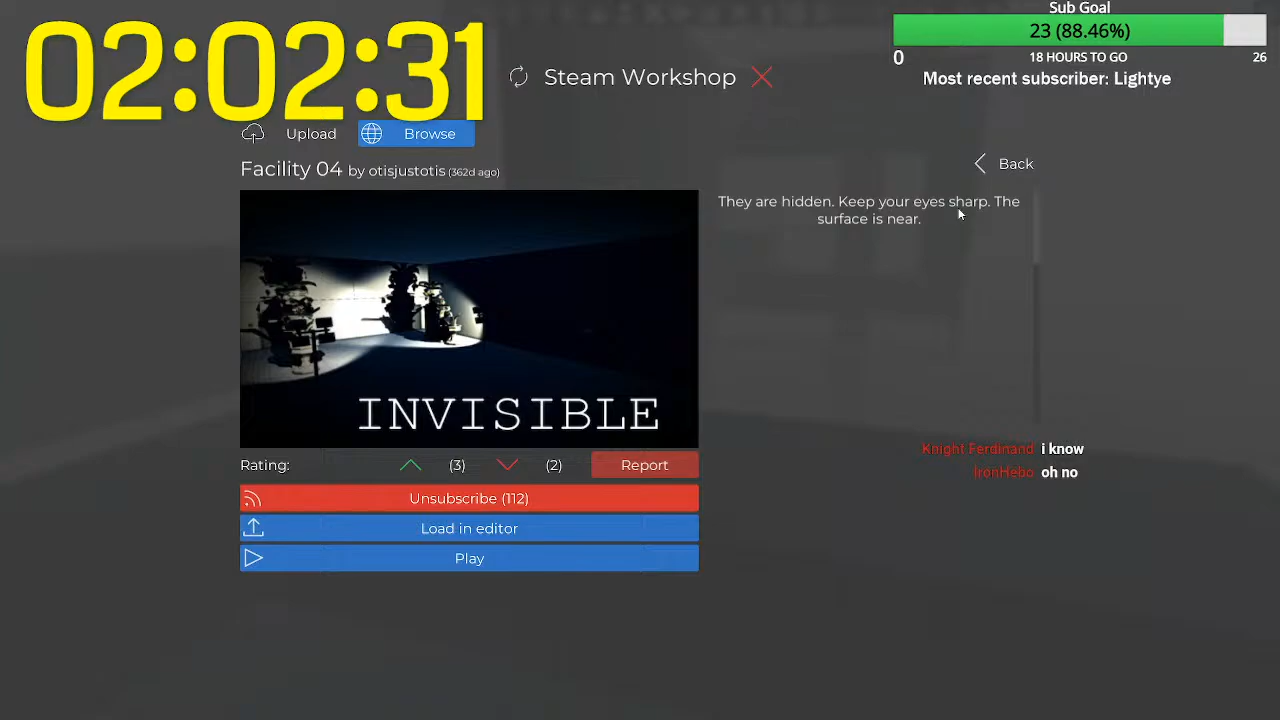 02:02:31
Sub Goal
23 (88.46%)
0
18 HOURS TO GO
26
Most recent subscriber: Lightye
Steam Workshop
Upload
Browse
Facility 04 by otisjustotis (362d ago)
Back
They are hidden. Keep your eyes sharp. The
surface is near.
INVISIBLE
Knight Ferdinand i know
IronHebo oh no
Rating:
(3)
(2)
Report
Unsubscribe (112)
Load in editor
Play